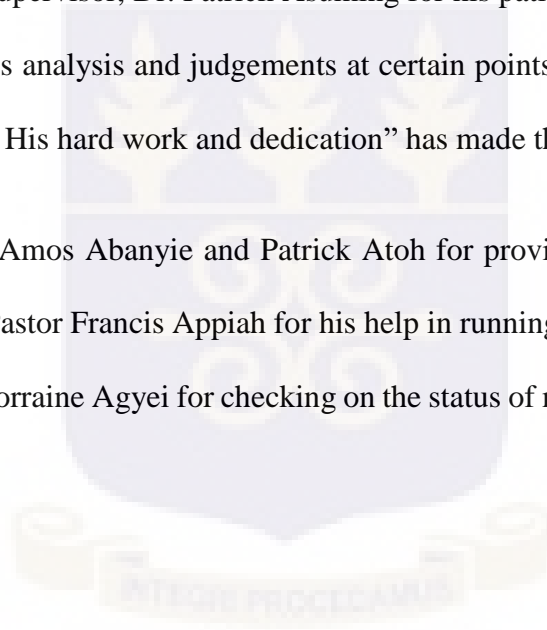 upervisor, Dr. Patrick Asuming for his pati
s analysis and judgements at certain points
His hard work and dedication” has made th
Amos Abanyie and Patrick Atoh for provi
astor Francis Appiah for his help in running
orraine Agyei for checking on the status of
INTEGRI PROCEDAMUS